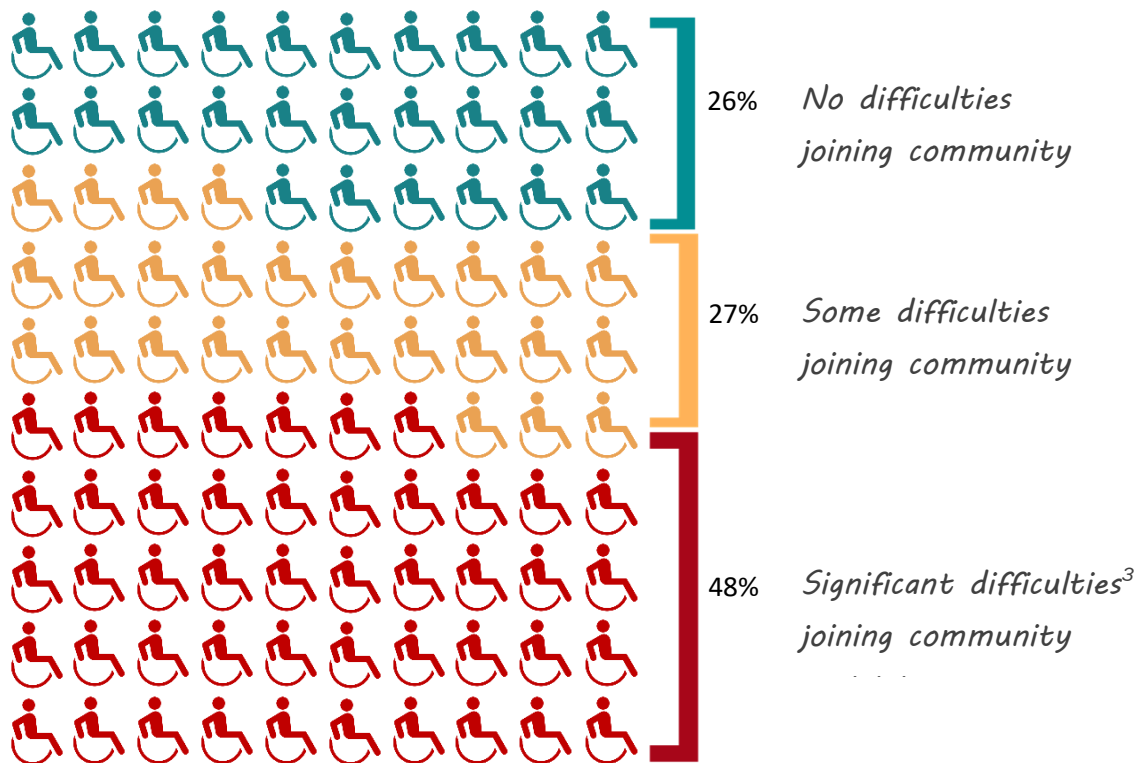 26%
No difficulties
joining community
27%
Some difficulties
joining community
48%
Significant difficulties³
joining community